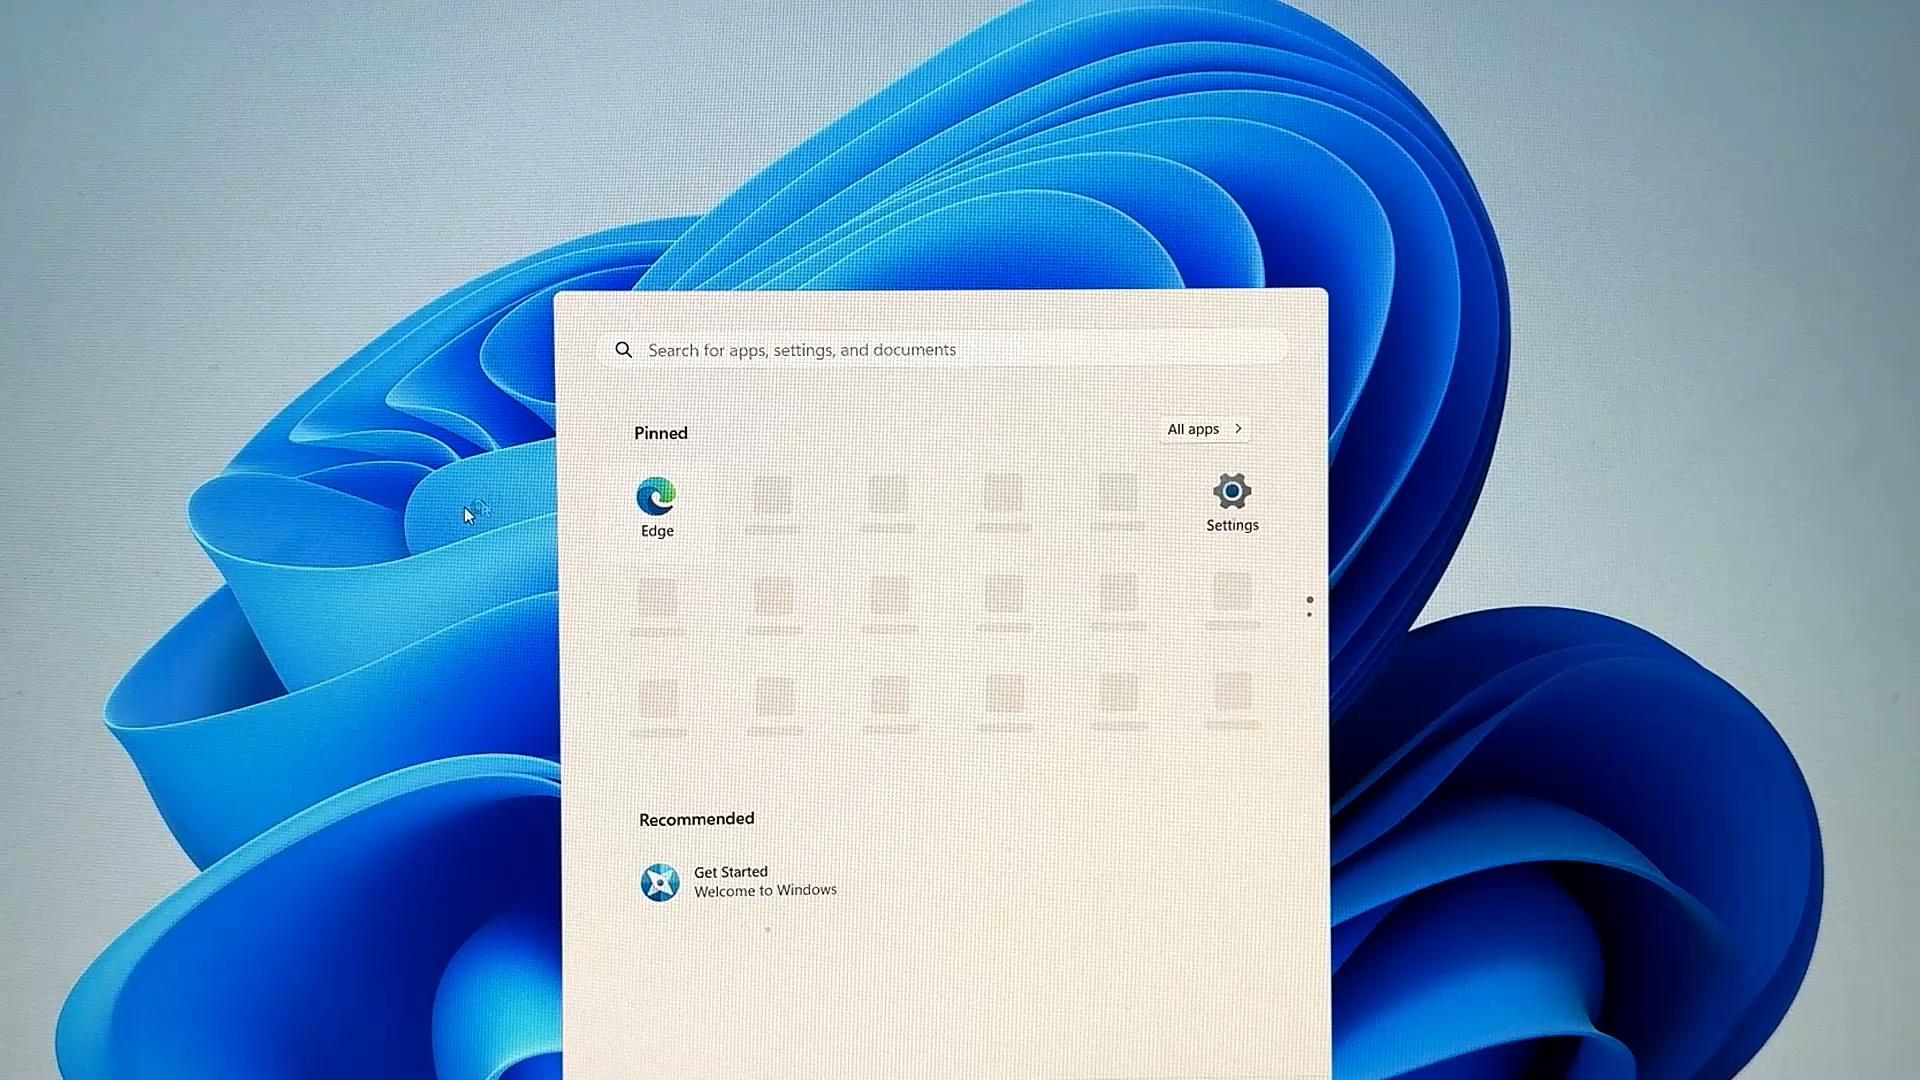 Search for apps, settings, and documents
Pinned
All apps
Edge
Settings
Recommended
Get Started
Welcome to Windows